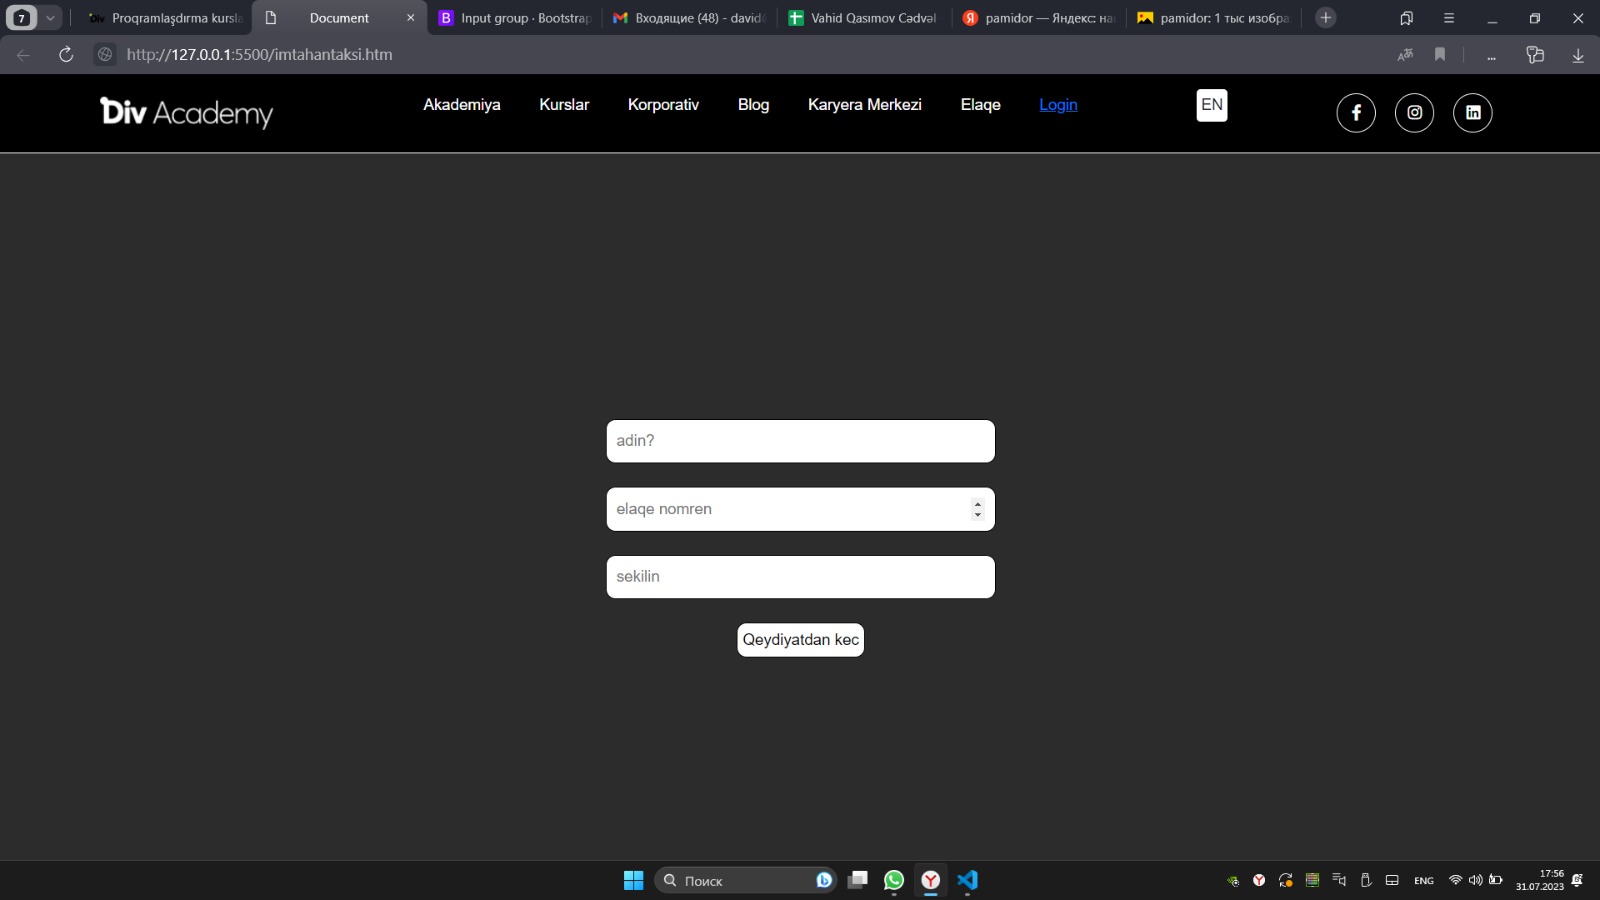 7
Proqramlaşdırma kursla
Document
Input group · Bootstrap
Входящие (48) - david
Vahid Qasımov Cədvəl
pamidor — Яндекс: на
pamidor: 1 тыс изобра
http://127.0.0.1:5500/imtahantaksi.htm
Div Academy
Akademiya
Kurslar
Korporativ
Blog
Karyera Merkezi
Elaqe
Login
EN
adin?
elaqe nomren
sekilin
Qeydiyatdan kec
Поиск
ENG
17:56
31.07.2023